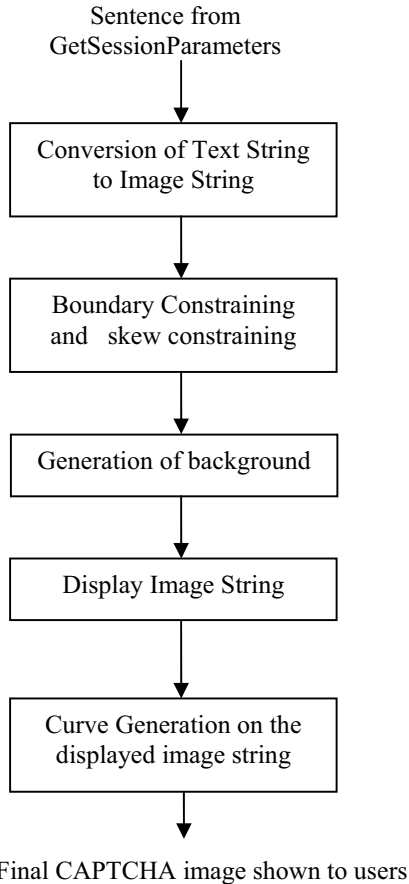 Sentence from
GetSessionParameters
Conversion of Text String
to Image String
Boundary Constraining
and skew constraining
Generation of background
Display Image String
Curve Generation on the
displayed image string
Final CAPTCHA image shown to users